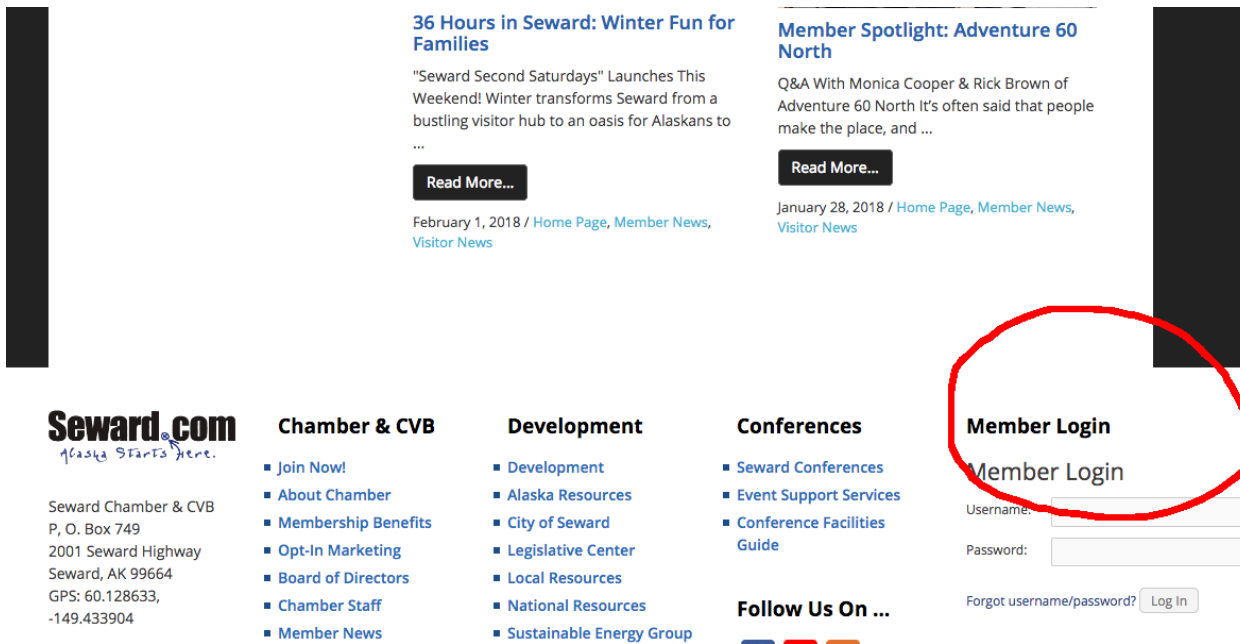 36 Hours in Seward: Winter Fun for
Families
"Seward Second Saturdays" Launches This
Weekend! Winter transforms Seward from a
bustling visitor hub to an oasis for Alaskans to
...
Read More...
February 1, 2018 / Home Page, Member News,
Visitor News
Member Spotlight: Adventure 60
North
Q&A With Monica Cooper & Rick Brown of
Adventure 60 North It’s often said that people
make the place, and ...
Read More...
January 28, 2018 / Home Page, Member News,
Visitor News
Seward.com
Alaska Starts Here.
Seward Chamber & CVB
P, O. Box 749
2001 Seward Highway
Seward, AK 99664
GPS: 60.128633,
-149.433904
Chamber & CVB
Join Now!
About Chamber
Membership Benefits
Opt-In Marketing
Board of Directors
Chamber Staff
Member News
Development
Development
Alaska Resources
City of Seward
Legislative Center
Local Resources
National Resources
Sustainable Energy Group
Conferences
Seward Conferences
Event Support Services
Conference Facilities
Guide
Follow Us On ...
Member Login
Member Login
Username:
Password:
Forgot username/password? Log In